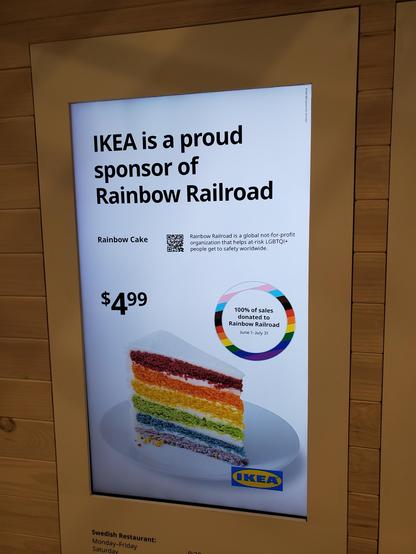 IKEA is a proud
sponsor of
Rainbow Railroad
Rainbow Cake
Rainbow Railroad is a global not-for-profit
organization that helps at-risk LGBTQI+
people get to safety worldwide.
$4.99
100% of sales
donated to
Rainbow Railroad
June 1- July 31
IKEA
Swedish Restaurant:
Monday–Friday
Saturday